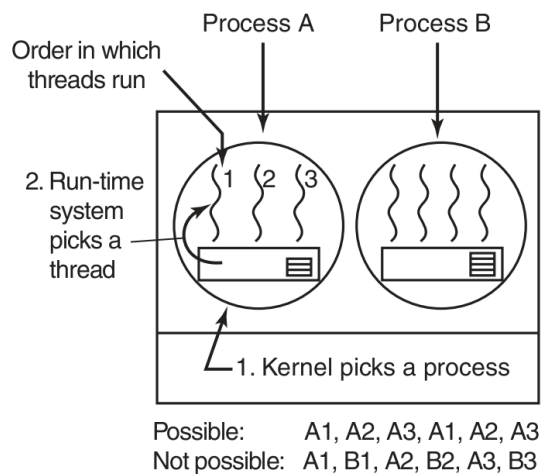 Process A
Process B
Order in which
threads run
1
2
3
2. Run-time
system
picks a
thread
1. Kernel picks a process
Possible: A1, A2, A3, A1, A2, A3
Not possible: A1, B1, A2, B2, A3, B3